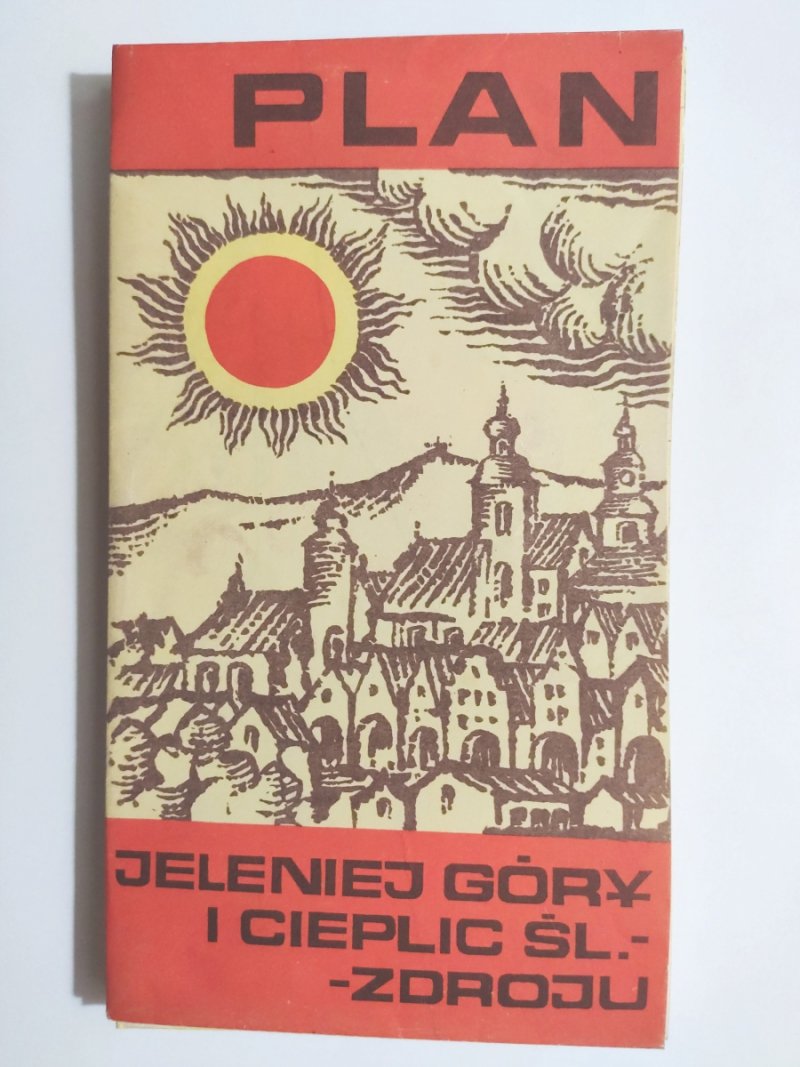 PLAN
JELENIEJ GÓRY
I CIEPLIC ŚL.-
-ZDROJU